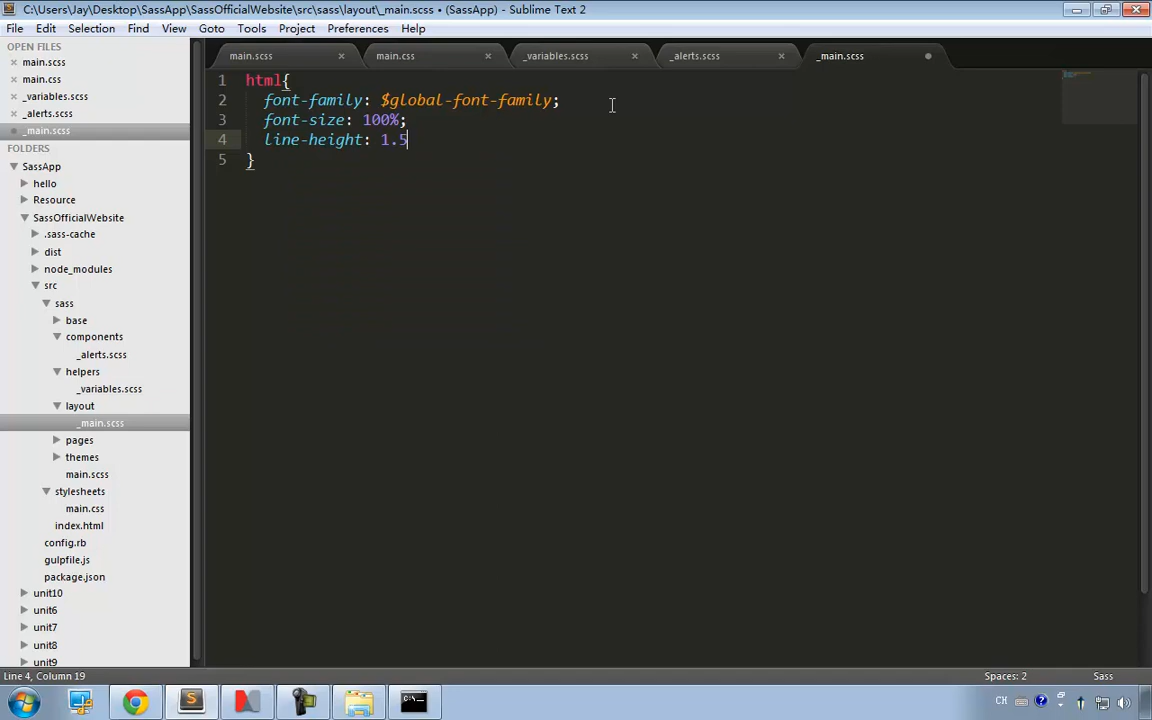 C:\Users\Jay\Desktop\SassApp\SassOfficialWebsite\src\sass\layout\_main.scss • (SassApp) - Sublime Text 2
File Edit Selection Find View Goto Tools Project Preferences Help
OPEN FILES
main.scss
main.css
_variables.scss
_alerts.scss
_main.scss
FOLDERS
SassApp
hello
Resource
SassOfficialWebsite
.sass-cache
dist
node_modules
src
sass
base
components
_alerts.scss
helpers
_variables.scss
layout
_main.scss
pages
themes
main.scss
stylesheets
main.css
index.html
config.rb
gulpfile.js
package.json
unit10
unit6
unit7
unit8
unit9
main.scss main.css _variables.scss _alerts.scss _main.scss
1 html{
2 font-family: $global-font-family;
3 font-size: 100%;
4 line-height: 1.5
5 }
Line 4, Column 19 Spaces: 2 Sass
CH